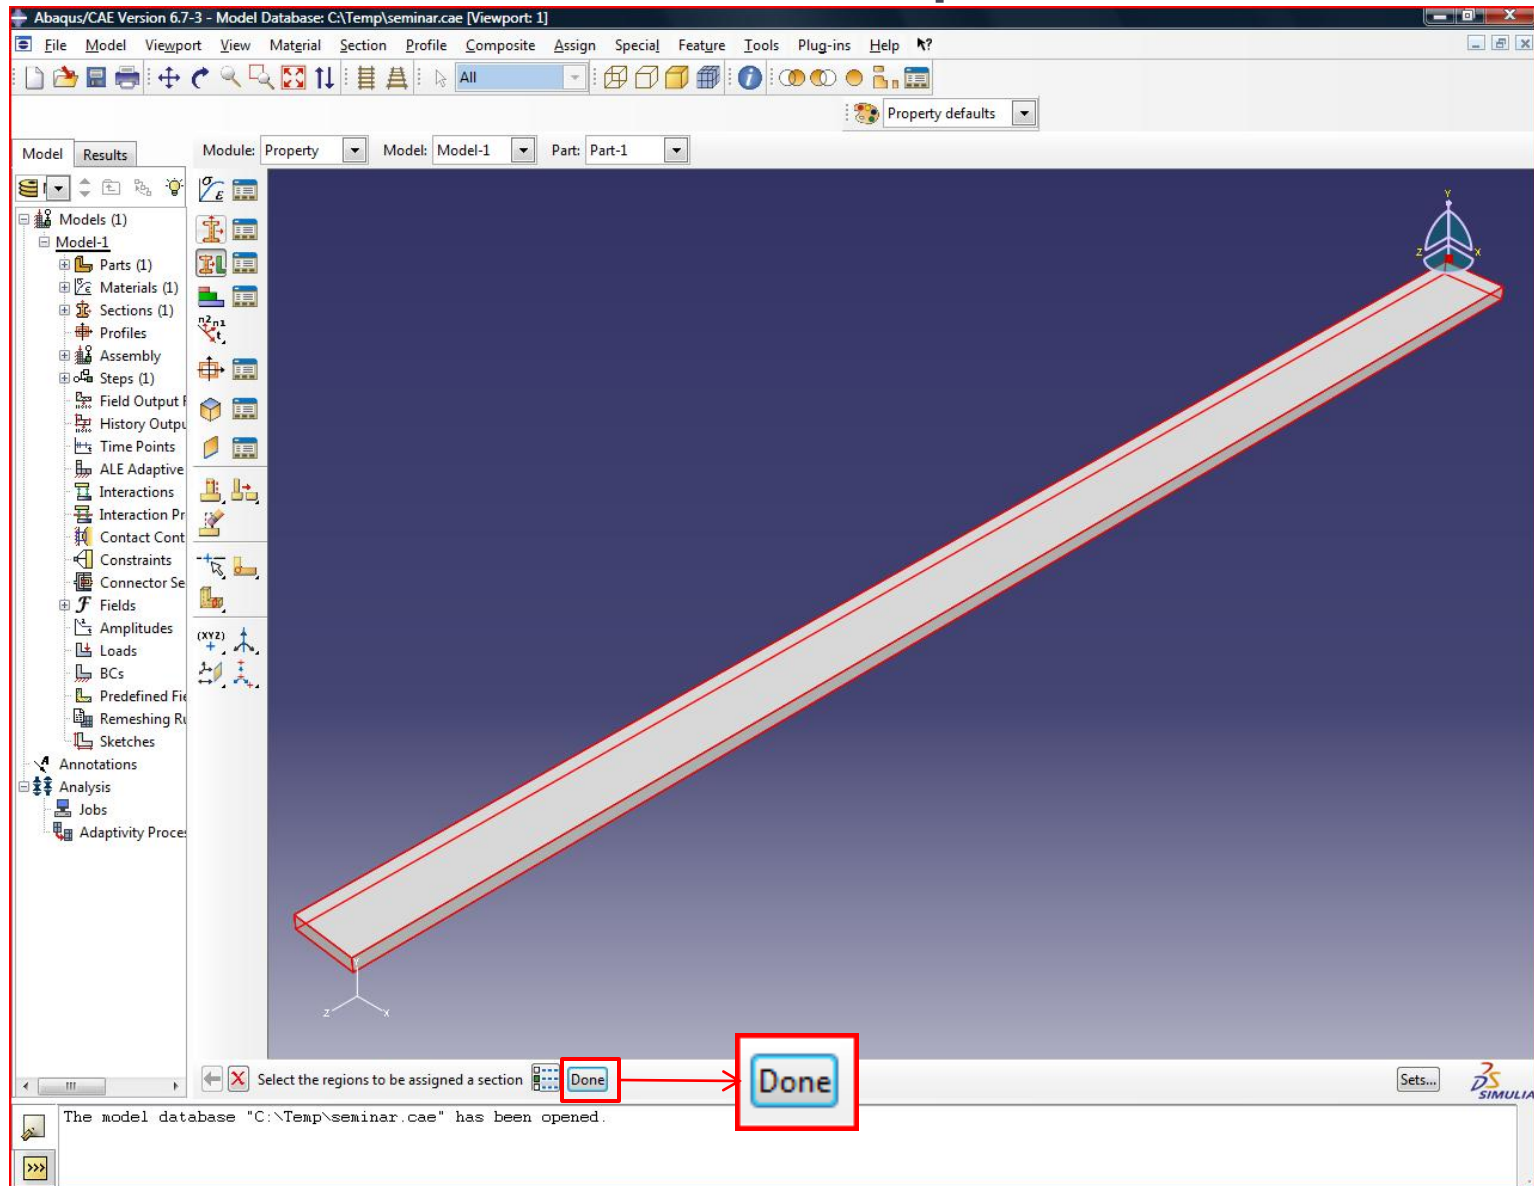 Abaqus/CAE Version 6.7-3 - Model Database: C:\Temp\seminar.cae [Viewport: 1]
File Model Viewport View Material Section Profile Composite Assign Special Feature Tools Plug-ins Help
All
Property defaults
Model Results Module: Property Model: Model-1 Part: Part-1
Models (1)
Model-1
Parts (1)
Materials (1)
Sections (1)
Profiles
Assembly
Steps (1)
Field Output
History Outpu
Time Points
ALE Adaptive
Interactions
Interaction Pr
Contact Cont
Constraints
Connector Se
Fields
Amplitudes
Loads
BCs
Predefined Fie
Remeshing Ru
Sketches
Annotations
Analysis
Jobs
Adaptivity Proce
σ ε
n2 n1
t
(XYZ)
Y
Z X
Y
Z X
Select the regions to be assigned a section Done
Done
Sets...
SIMULIA
The model database "C:\Temp\seminar.cae" has been opened.
>>>